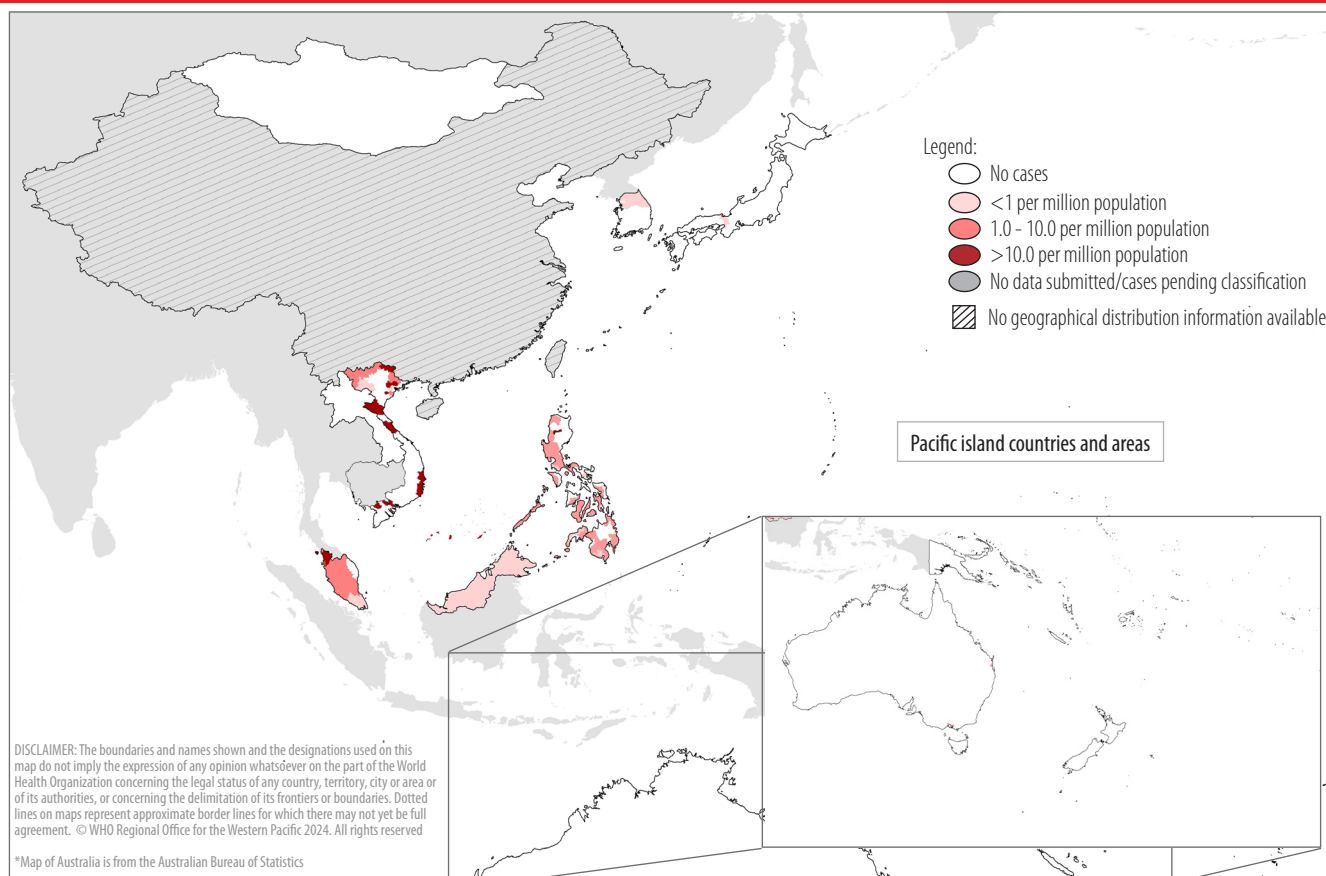 Legend:
No cases
<1 per million population
1.0 - 10.0 per million population
>10.0 per million population
No data submitted/cases pending classification
No geographical distribution information available
Pacific island countries and areas
DISCLAIMER: The boundaries and names shown and the designations used on this
map do not imply the expression of any opinion whatsoever on the part of the World
Health Organization concerning the legal status of any country, territory, city or area or
of its authorities, or concerning the delimitation of its frontiers or boundaries. Dotted
lines on maps represent approximate border lines for which there may not yet be full
agreement. © WHO Regional Office for the Western Pacific 2024. All rights reserved
*Map of Australia is from the Australian Bureau of Statistics